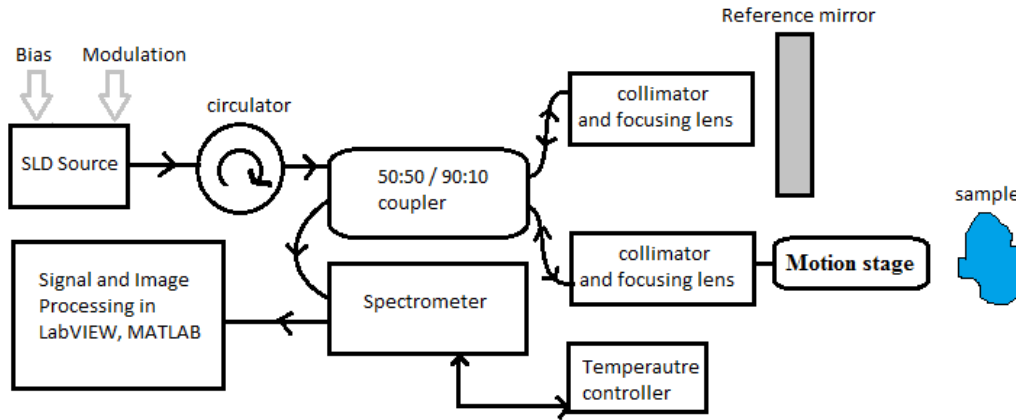 Reference mirror
Bias
Modulation
circulator
collimator
and focusing lens
SLD Source
50:50 / 90:10
coupler
sample
collimator
and focusing lens
Motion stage
Signal and Image
Processing in
LabVIEW, MATLAB
Spectrometer
Temperautre
controller